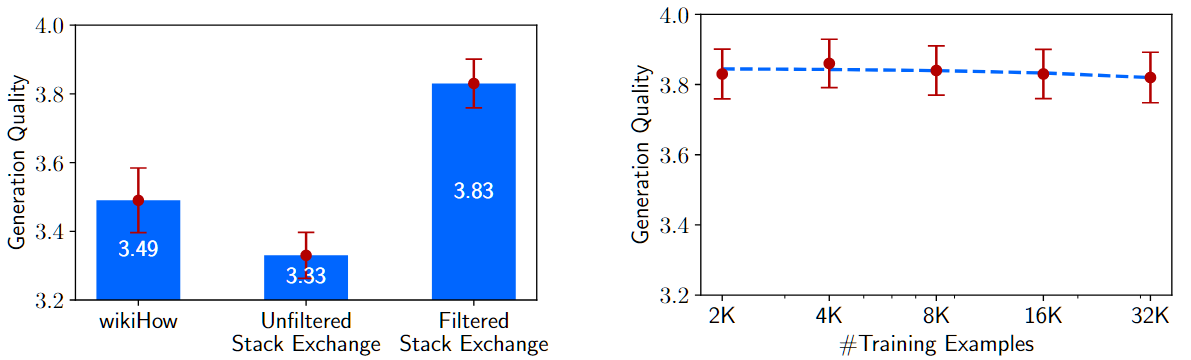 4.0
3.8
3.6
3.4
3.2
Generation Quality
3.49
3.33
3.83
wikiHow
Unfiltered
Stack Exchange
Filtered
Stack Exchange
4.0
3.8
3.6
3.4
3.2
Generation Quality
2K 4K 8K 16K 32K
#Training Examples